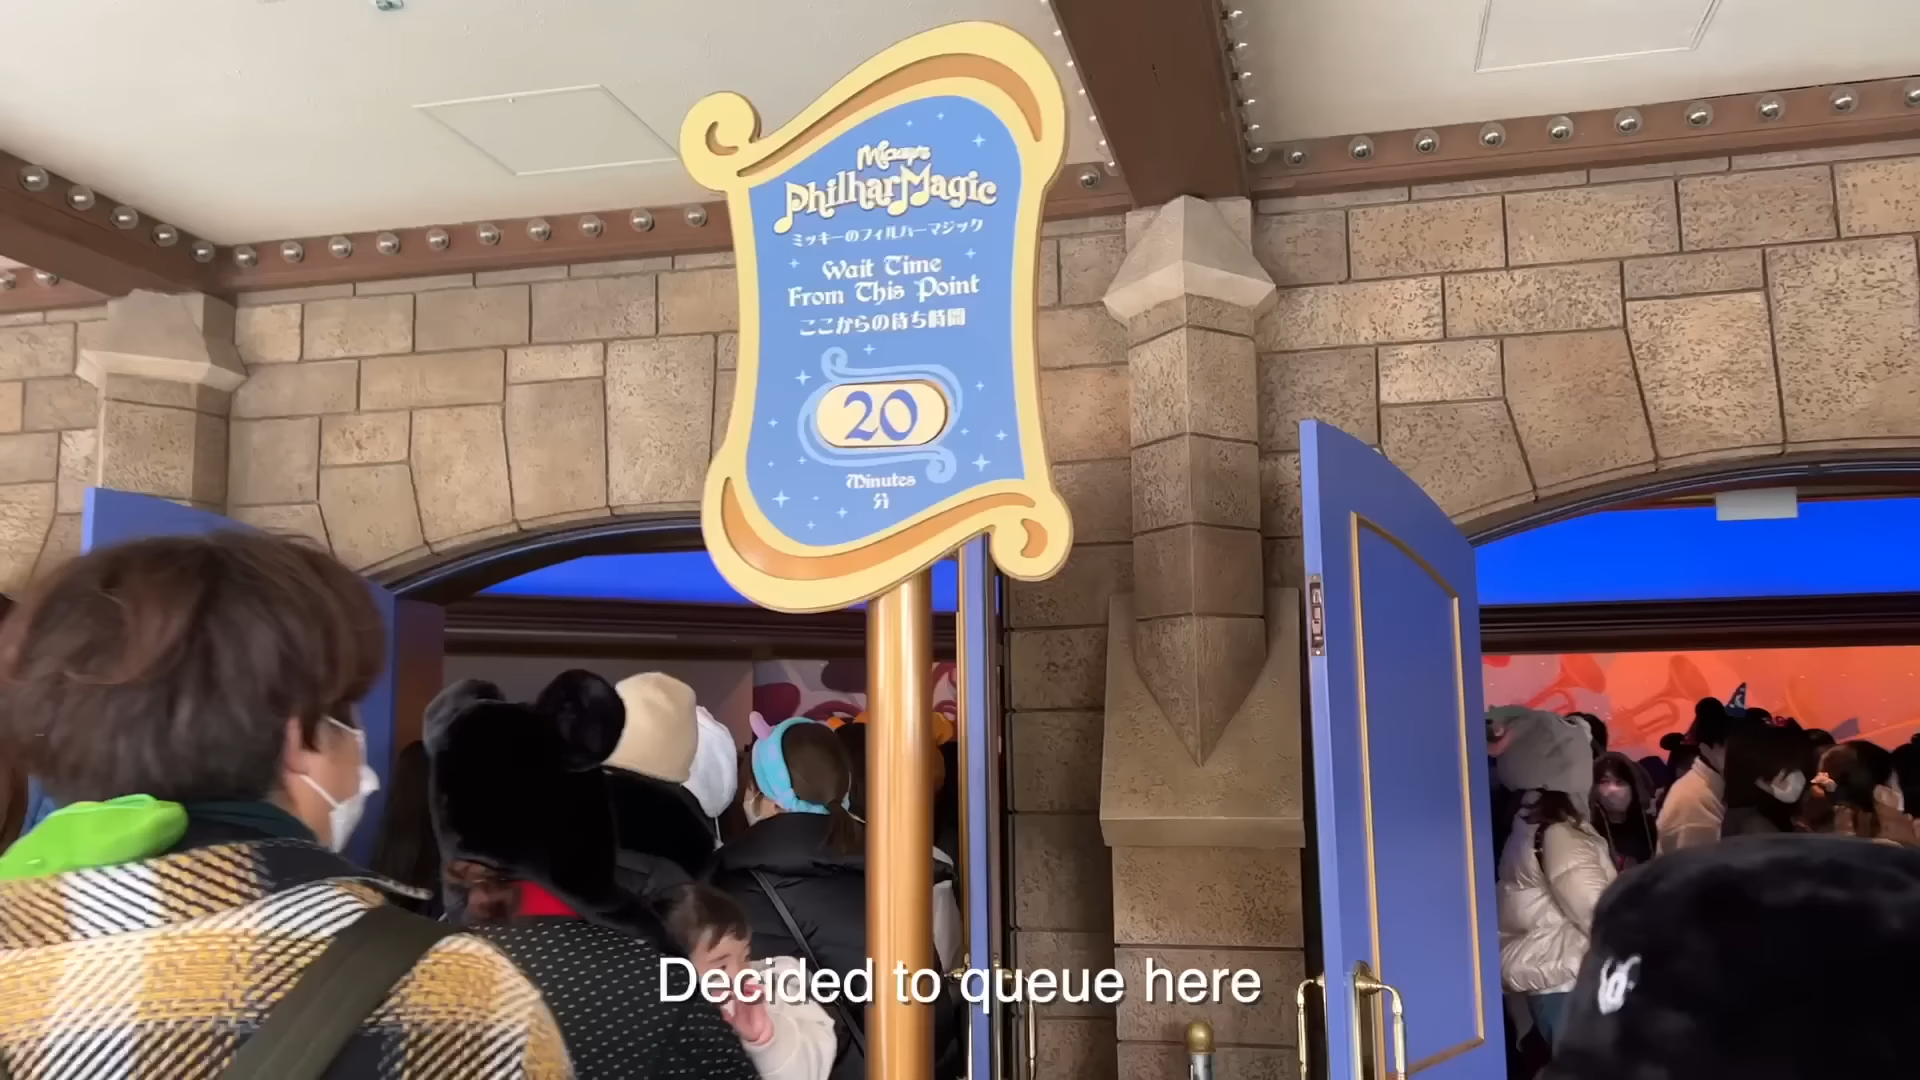 Mickey's
PhilharMagic
ミッキーのフィルハーマジック
Wait Time
From This Point
ここからの待ち時間
20
Minutes
分
Decided to queue here